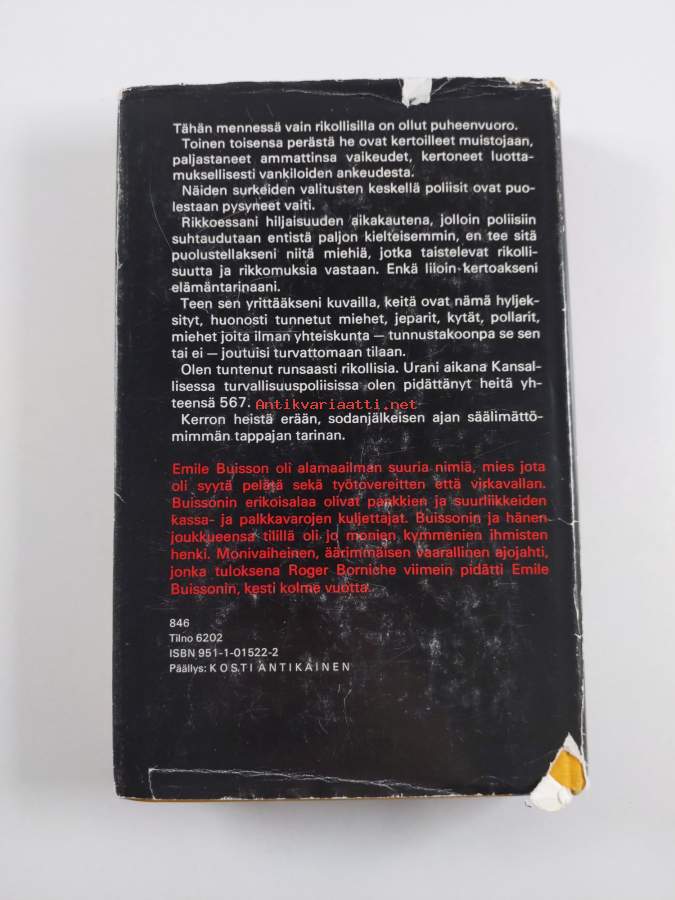 Tähän mennessä vain rikollisilla on ollut puheenvuoro.
Toinen toisensa perästä he ovat kertoilleet muistojaan,
paljastaneet ammattinsa vaikeudet, kertoneet luotta-
muksellisesti vankiloiden ankeudesta.
Näiden surkeiden valitusten keskellä poliisit ovat puo-
lestaan pysyneet vaiti.
Rikkoessani hiljaisuuden aikakautena, jolloin poliisiin
suhtaudutaan entistä paljon kielteisemmin, en tee sitä
puolustellakseni niitä miehiä, jotka taistelevat rikolli-
suutta ja rikkomuksia vastaan. Enkä liioin kertoakseni
elämäntarinaani.
Teen sen yrittääkseni kuvailla, keitä ovat nämä hyljek-
sityt, huonosti tunnetut miehet, jeparit, kytät, pollarit,
miehet joita ilman yhteiskunta — tunnustakoonpa se sen
tai ei — joutuisi turvattomaan tilaan.
Olen tuntenut runsaasti rikollisia. Urani aikana Kansal-
lisessa turvallisuuspoliisissa olen pidättänyt heitä yh-
teensä 567.
Antikvariaatti.net
Kerron heistä erään, sodanjälkeisen ajan säälimättö-
mimmän tappajan tarinan.
Emile Buisson oli alamaailman suuria nimiä, mies jota
oli syytä pelätä sekä työtovereitten että virkavallan.
Buissonin erikoisalaa olivat pankkien ja suurliikkeiden
kassa- ja palkkavarojen kuljettajat. Buissonin ja hänen
joukkueensa tilillä oli jo monien kymmenien ihmisten
henki. Monivaiheinen, äärimmäisen vaarallinen ajojahti,
jonka tuloksena Roger Borniche viimein pidätti Emile
Buissonin, kesti kolme vuotta.
846
Tilno 6202
ISBN 951-1-01522-2
Päällys: KOSTI ANTIKAINEN